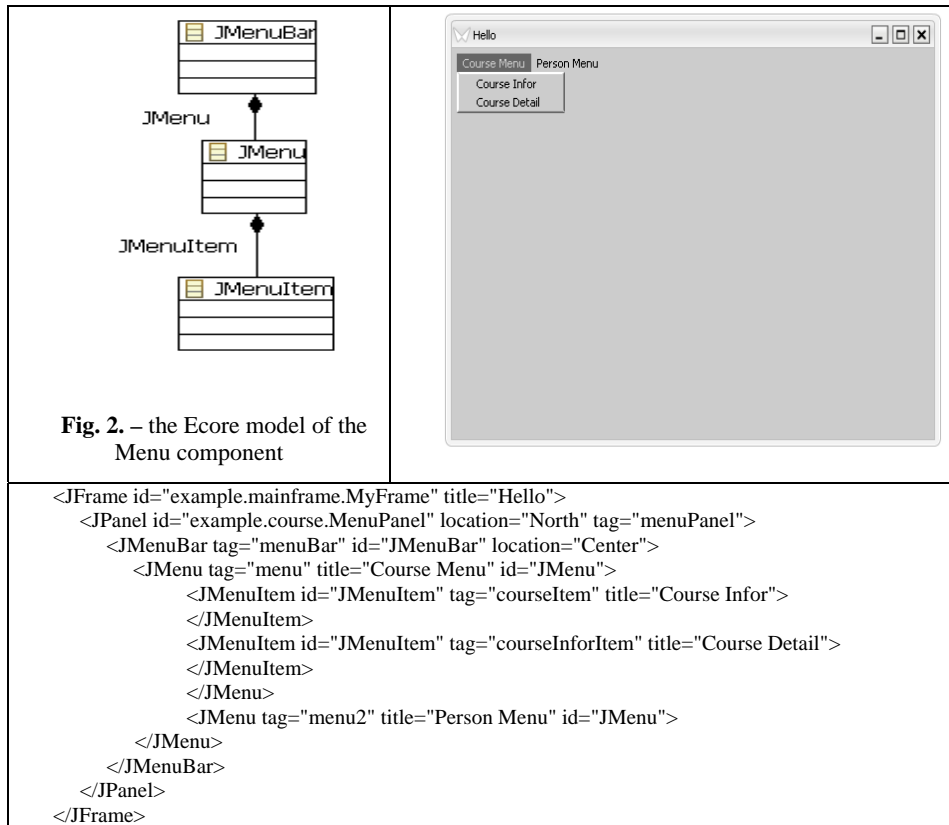 JMenuBar
JMenu
JMenu
JMenuItem
JMenuItem
Fig. 2. – the Ecore model of the
Menu component
Hello
Course Menu Person Menu
Course Infor
Course Detail
<JFrame id="example.mainframe.MyFrame" title="Hello">
<JPanel id="example.course.MenuPanel" location="North" tag="menuPanel">
<JMenuBar tag="menuBar" id="JMenuBar" location="Center">
<JMenu tag="menu" title="Course Menu" id="JMenu">
<JMenuItem id="JMenuItem" tag="courseItem" title="Course Infor">
</JMenuItem>
<JMenuItem id="JMenuItem" tag="courseInforItem" title="Course Detail">
</JMenuItem>
</JMenu>
<JMenu tag="menu2" title="Person Menu" id="JMenu">
</JMenu>
</JMenuBar>
</JPanel>
</JFrame>